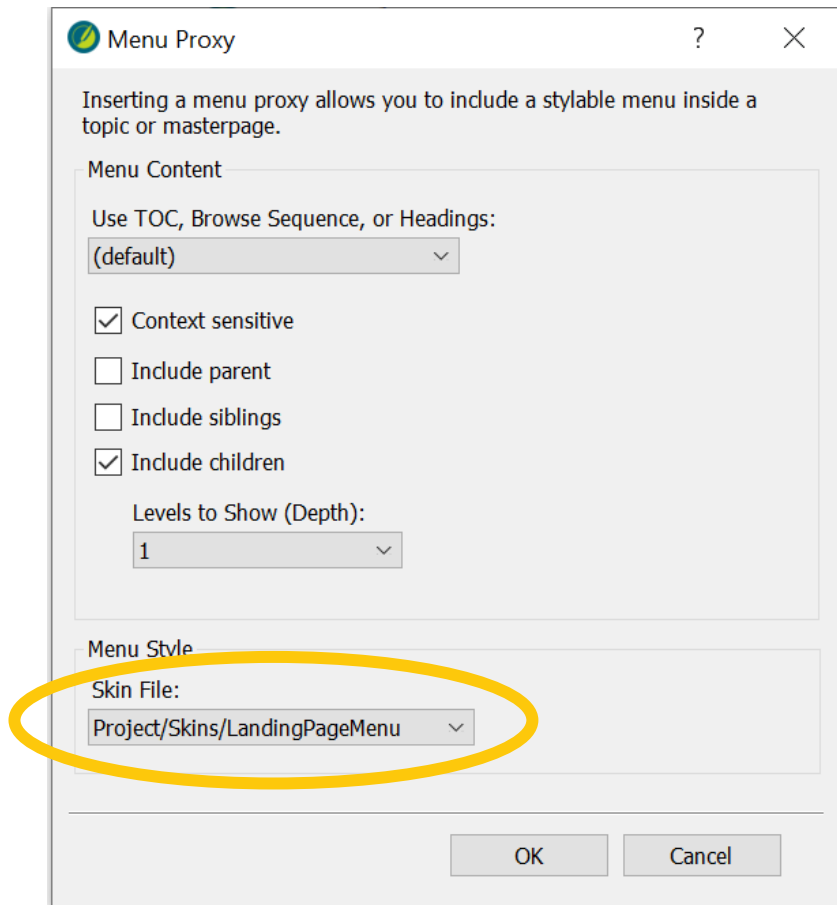 Menu Proxy
?
Inserting a menu proxy allows you to include a stylable menu inside a
topic or masterpage.
Menu Content
Use TOC, Browse Sequence, or Headings:
(default)
Context sensitive
Include parent
Include siblings
Include children
Levels to Show (Depth):
1
Menu Style
Skin File:
Project/Skins/LandingPageMenu
OK
Cancel